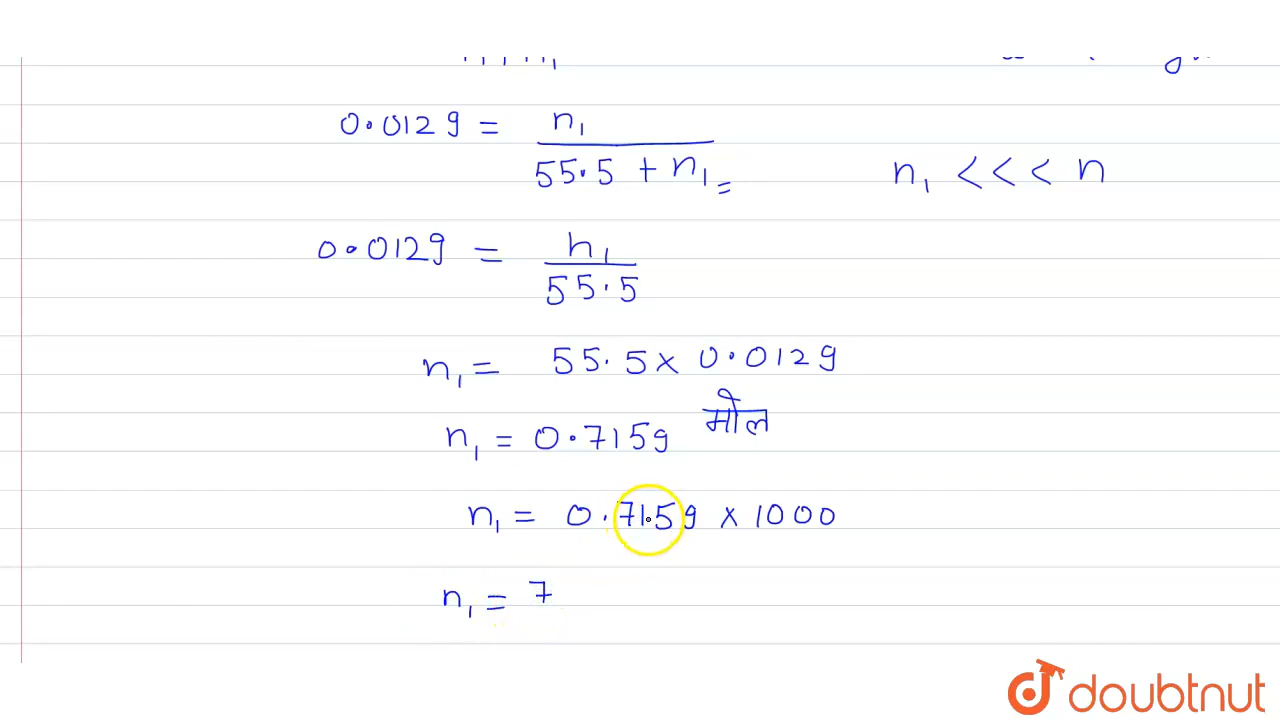 0.0129 = n₁ / (55.5 + n₁) =
n₁ <<< n
0.0129 = n₁ / 55.5
n₁ = 55.5 × 0.0129
n₁ = 0.7159 मोल
n₁ = 0.7159 × 1000
n₁ = 7
doubtnut